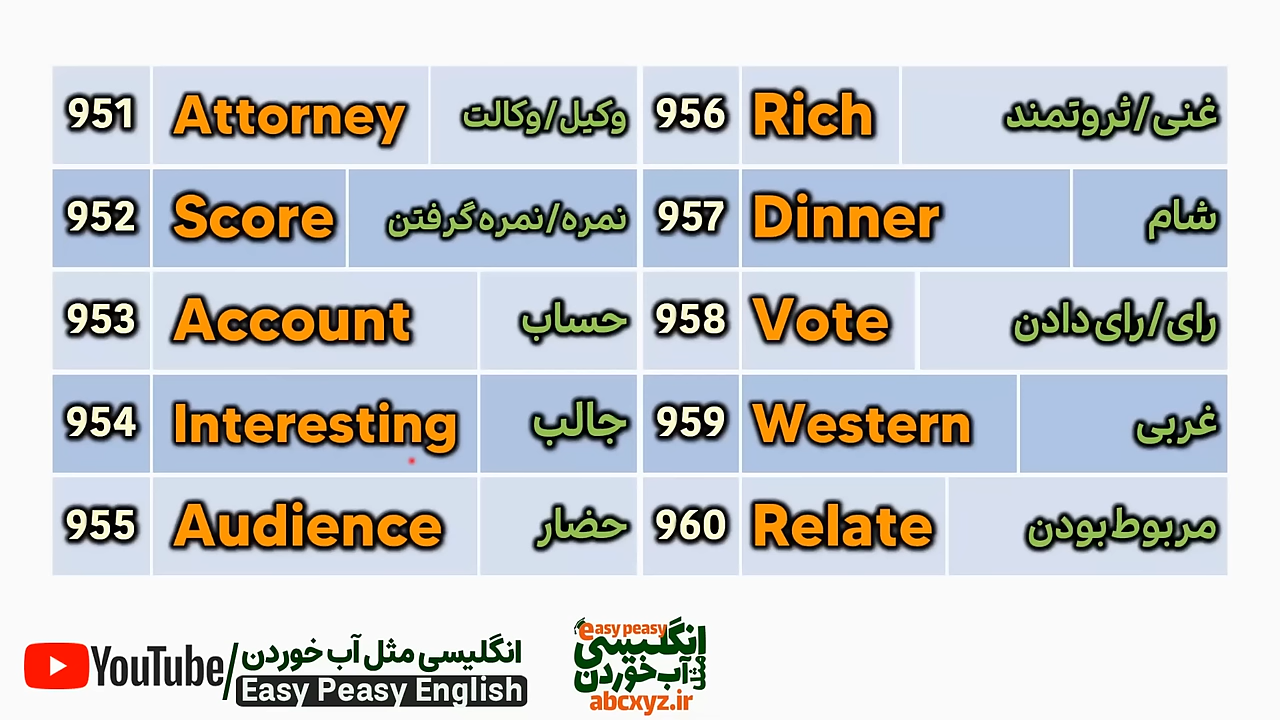 951 Attorney وکیل/وکالت
952 Score نمره/نمره گرفتن
953 Account حساب
954 Interesting جالب
955 Audience حضار
956 Rich غنی/ثروتمند
957 Dinner شام
958 Vote رای/رای دادن
959 Western غربی
960 Relate مربوط بودن
YouTube/انگلیسی مثل آب خوردن
Easy Peasy English
easy peasy
انگلیسی
مثل آب خوردن
abcxyz.ir